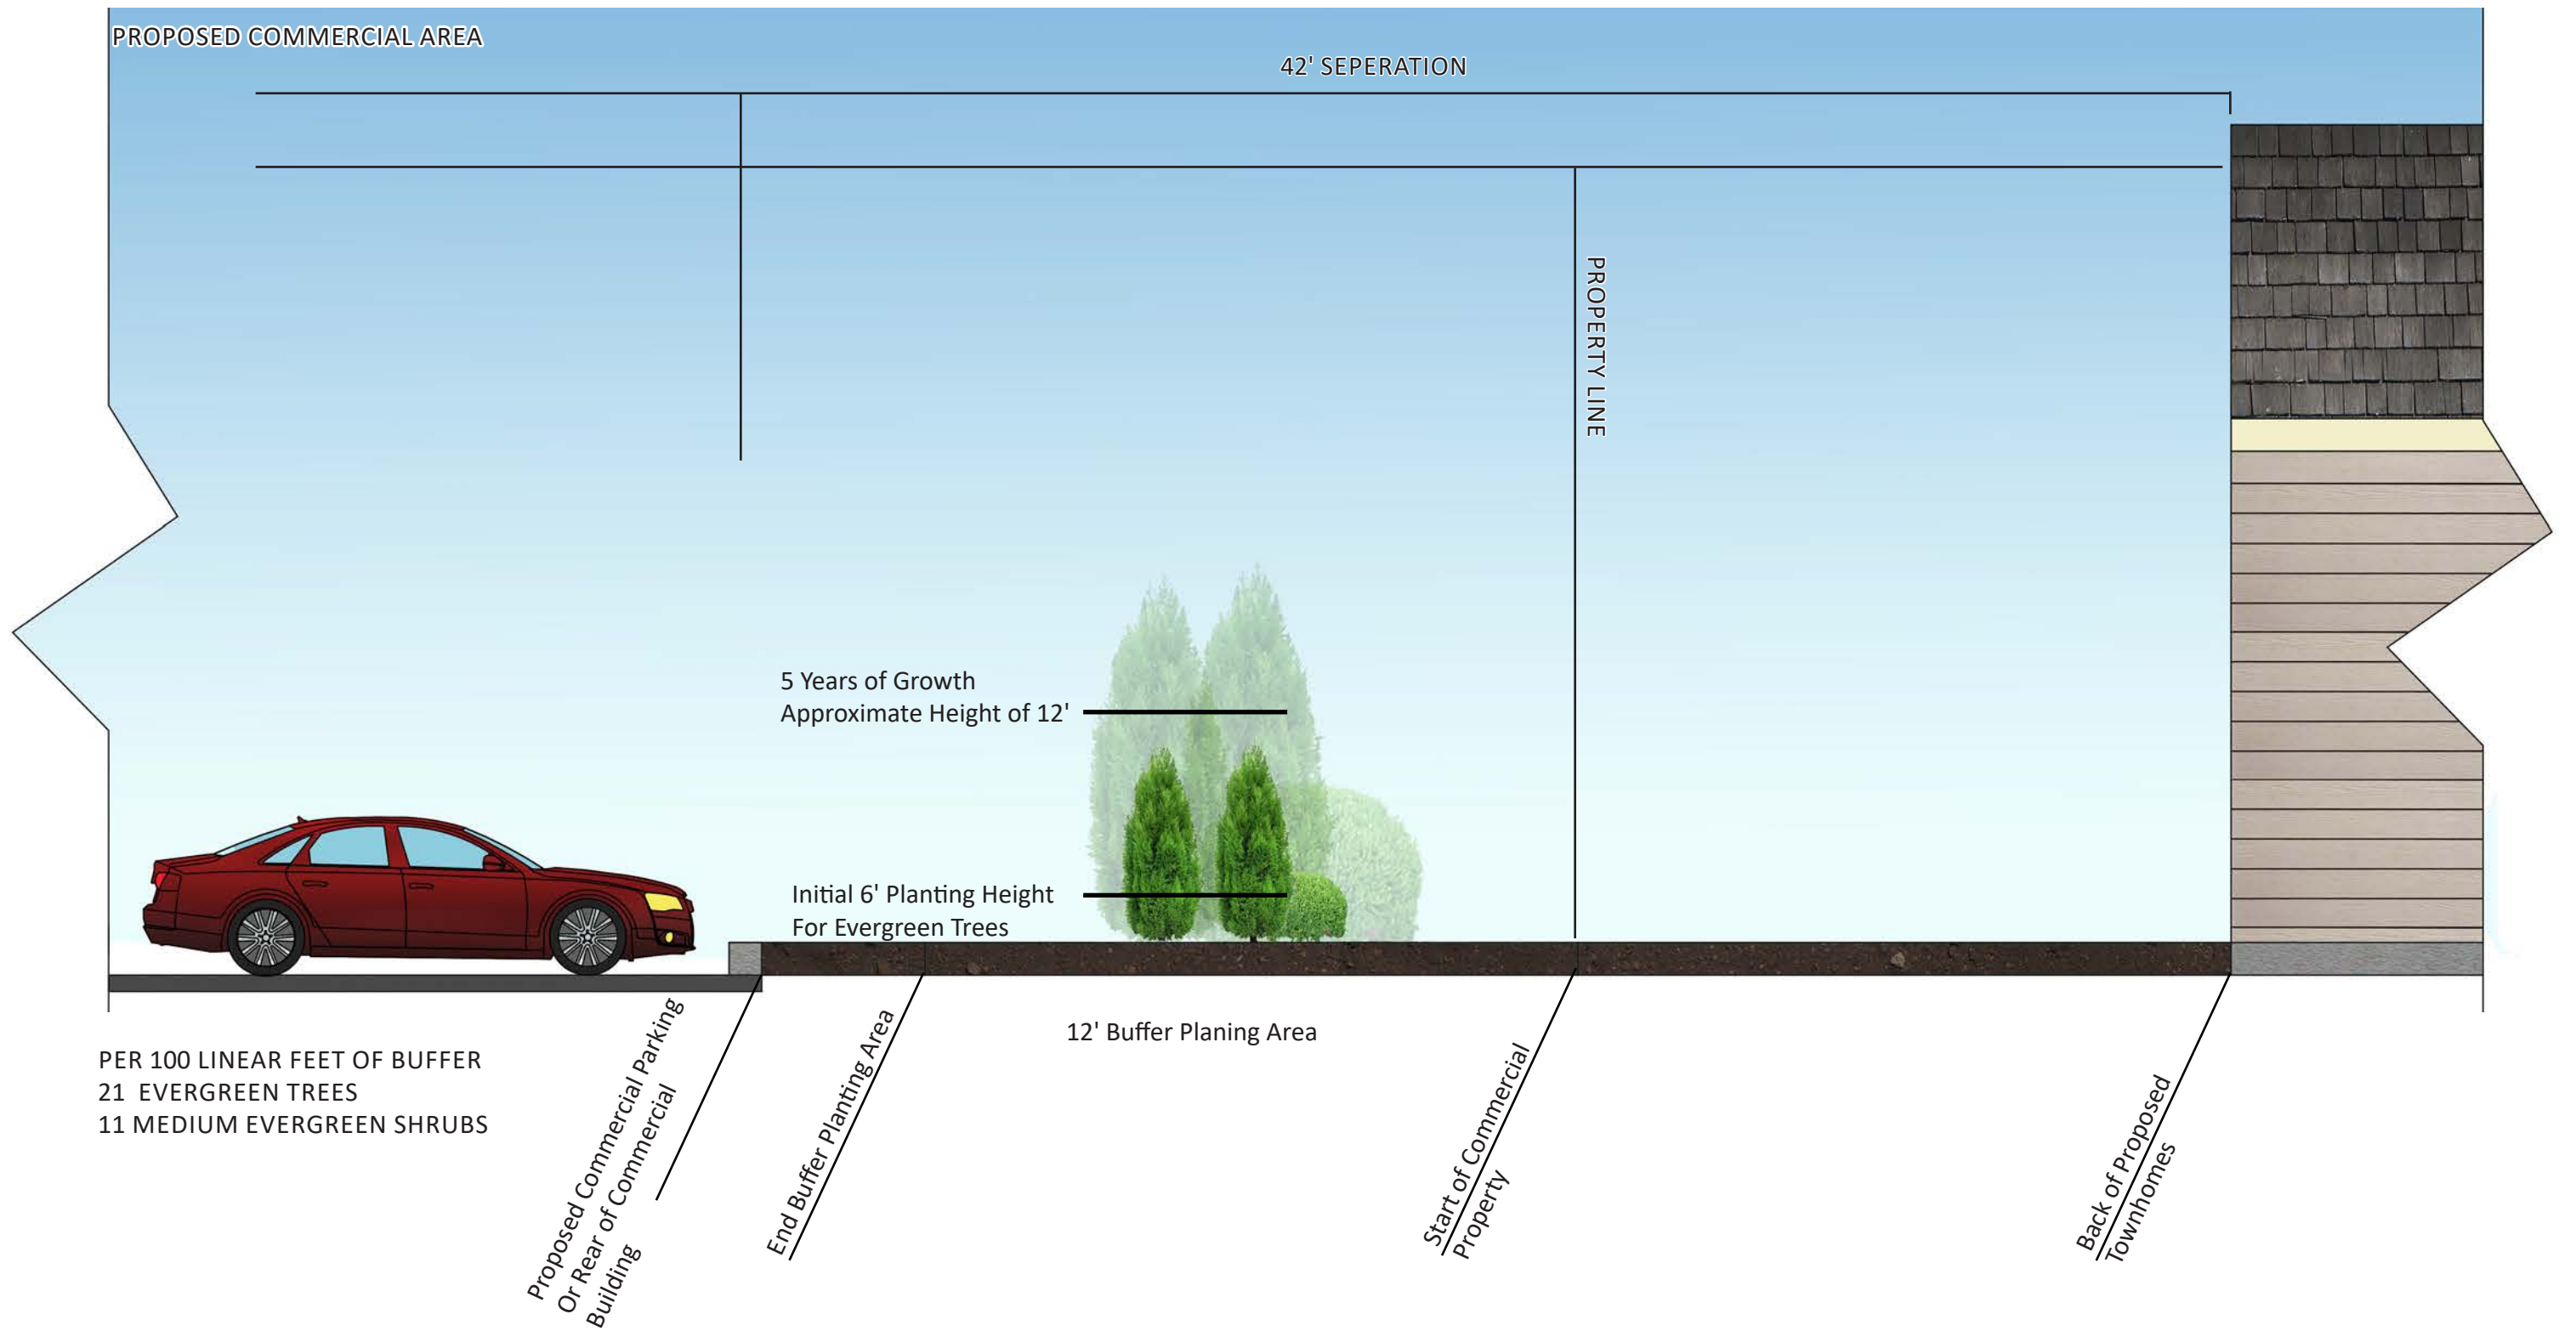 PROPOSED COMMERCIAL AREA
42' SEPERATION
PROPERTY LINE
5 Years of Growth
Approximate Height of 12'
Initial 6' Planting Height
For Evergreen Trees
12' Buffer Planing Area
PER 100 LINEAR FEET OF BUFFER
21 EVERGREEN TREES
11 MEDIUM EVERGREEN SHRUBS
Proposed Commercial Parking
Or Rear of Commercial
Building
End Buffer Planting Area
Start of Commercial
Property
Back of Proposed
Townhomes